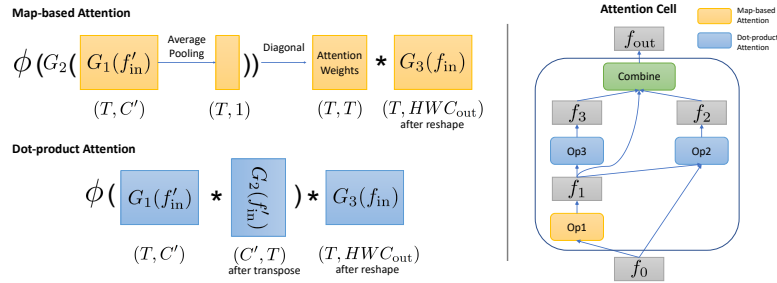 Map-based Attention
ϕ(G₂(G₁(f′ᵢₙ) Average Pooling )) Diagonal Attention Weights * G₃(fᵢₙ)
(T, C′) (T, 1) (T, T) (T, HWCₒᵤₜ)
after reshape
Dot-product Attention
ϕ( G₁(f′ᵢₙ) * G₂(f′ᵢₙ) ) * G₃(fᵢₙ)
(T, C′) (C′, T) (T, HWCₒᵤₜ)
after transpose after reshape
Attention Cell
Map-based Attention
Dot-product Attention
fₒᵤₜ
Combine
f₃ f₂
Op3 Op2
f₁
Op1
f₀